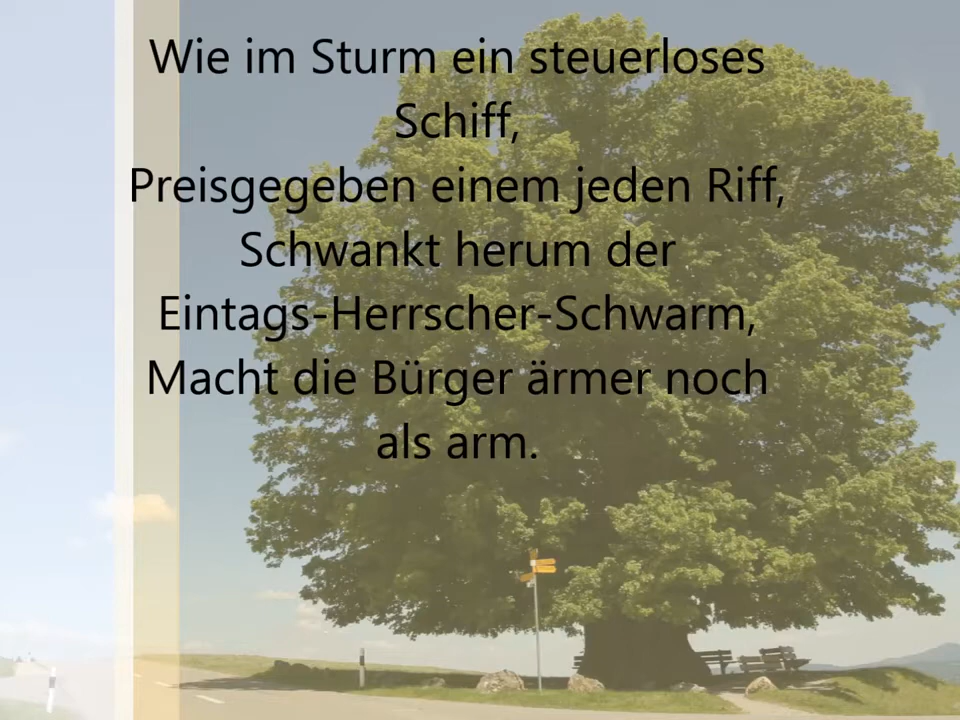 Wie im Sturm ein steuerloses
Schiff,
Preisgegeben einem jeden Riff,
Schwankt herum der
Eintags-Herrscher-Schwarm,
Macht die Bürger ärmer noch
als arm.